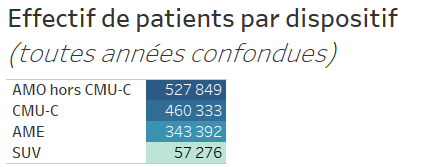 Effectif de patients par dispositif
(toutes années confondues)
AMO hors CMU-C 527 849
CMU-C 460 333
AME 343 392
SUV 57 276